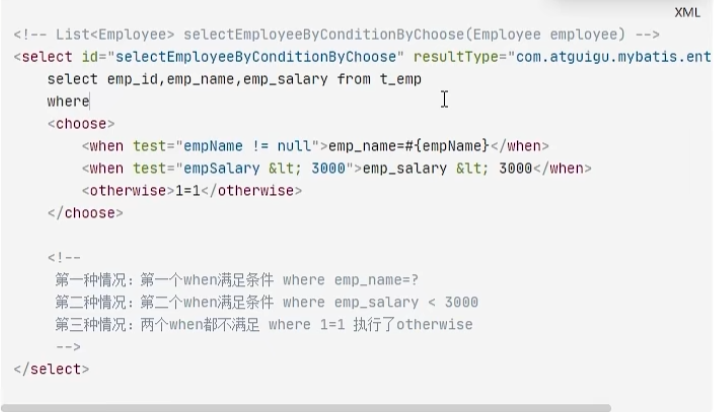 XML
<!-- List<Employee> selectEmployeeByConditionByChoose(Employee employee) -->
<select id="selectEmployeeByConditionByChoose" resultType="com.atguigu.mybatis.ent
select emp_id,emp_name,emp_salary from t_emp
where
<choose>
<when test="empName != null">emp_name=#{empName}</when>
<when test="empSalary &lt; 3000">emp_salary &lt; 3000</when>
<otherwise>1=1</otherwise>
</choose>
<!--
第一种情况：第一个when满足条件 where emp_name=?
第二种情况：第二个when满足条件 where emp_salary < 3000
第三种情况：两个when都不满足 where 1=1 执行了otherwise
-->
</select>